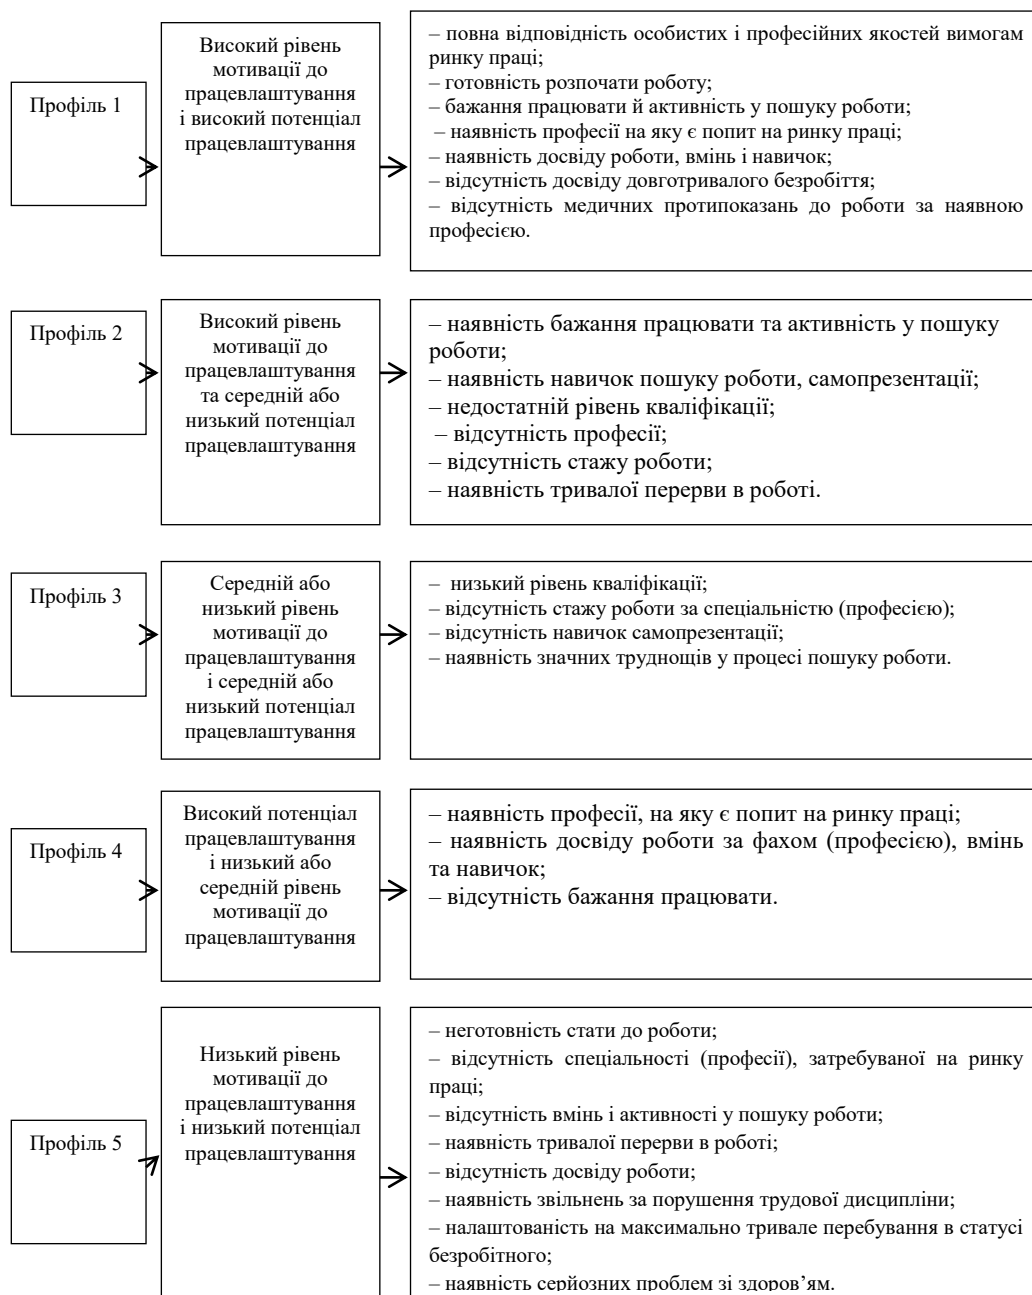 Профіль 1
Високий рівень
мотивації до
працевлаштування
і високий потенціал
працевлаштування
– повна відповідність особистих і професійних якостей вимогам
ринку праці;
– готовність розпочати роботу;
– бажання працювати й активність у пошуку роботи;
– наявність професії на яку є попит на ринку праці;
– наявність досвіду роботи, вмінь і навичок;
– відсутність досвіду довготривалого безробіття;
– відсутність медичних протипоказань до роботи за наявною
професією.
Профіль 2
Високий рівень
мотивації до
працевлаштування
та середній або
низький потенціал
працевлаштування
– наявність бажання працювати та активність у пошуку
роботи;
– наявність навичок пошуку роботи, самопрезентації;
– недостатній рівень кваліфікації;
– відсутність професії;
– відсутність стажу роботи;
– наявність тривалої перерви в роботі.
Профіль 3
Середній або
низький рівень
мотивації до
працевлаштування
і середній або
низький потенціал
працевлаштування
– низький рівень кваліфікації;
– відсутність стажу роботи за спеціальністю (професією);
– відсутність навичок самопрезентації;
– наявність значних труднощів у процесі пошуку роботи.
Профіль 4
Високий потенціал
працевлаштування
і низький або
середній рівень
мотивації до
працевлаштування
– наявність професії, на яку є попит на ринку праці;
– наявність досвіду роботи за фахом (професією), вмінь
та навичок;
– відсутність бажання працювати.
Профіль 5
Низький рівень
мотивації до
працевлаштування
і низький потенціал
працевлаштування
– неготовність стати до роботи;
– відсутність спеціальності (професії), затребуваної на ринку
праці;
– відсутність вмінь і активності у пошуку роботи;
– наявність тривалої перерви в роботі;
– відсутність досвіду роботи;
– наявність звільнень за порушення трудової дисципліни;
– налаштованість на максимально тривале перебування в статусі
безробітного;
– наявність серйозних проблем зі здоров’ям.